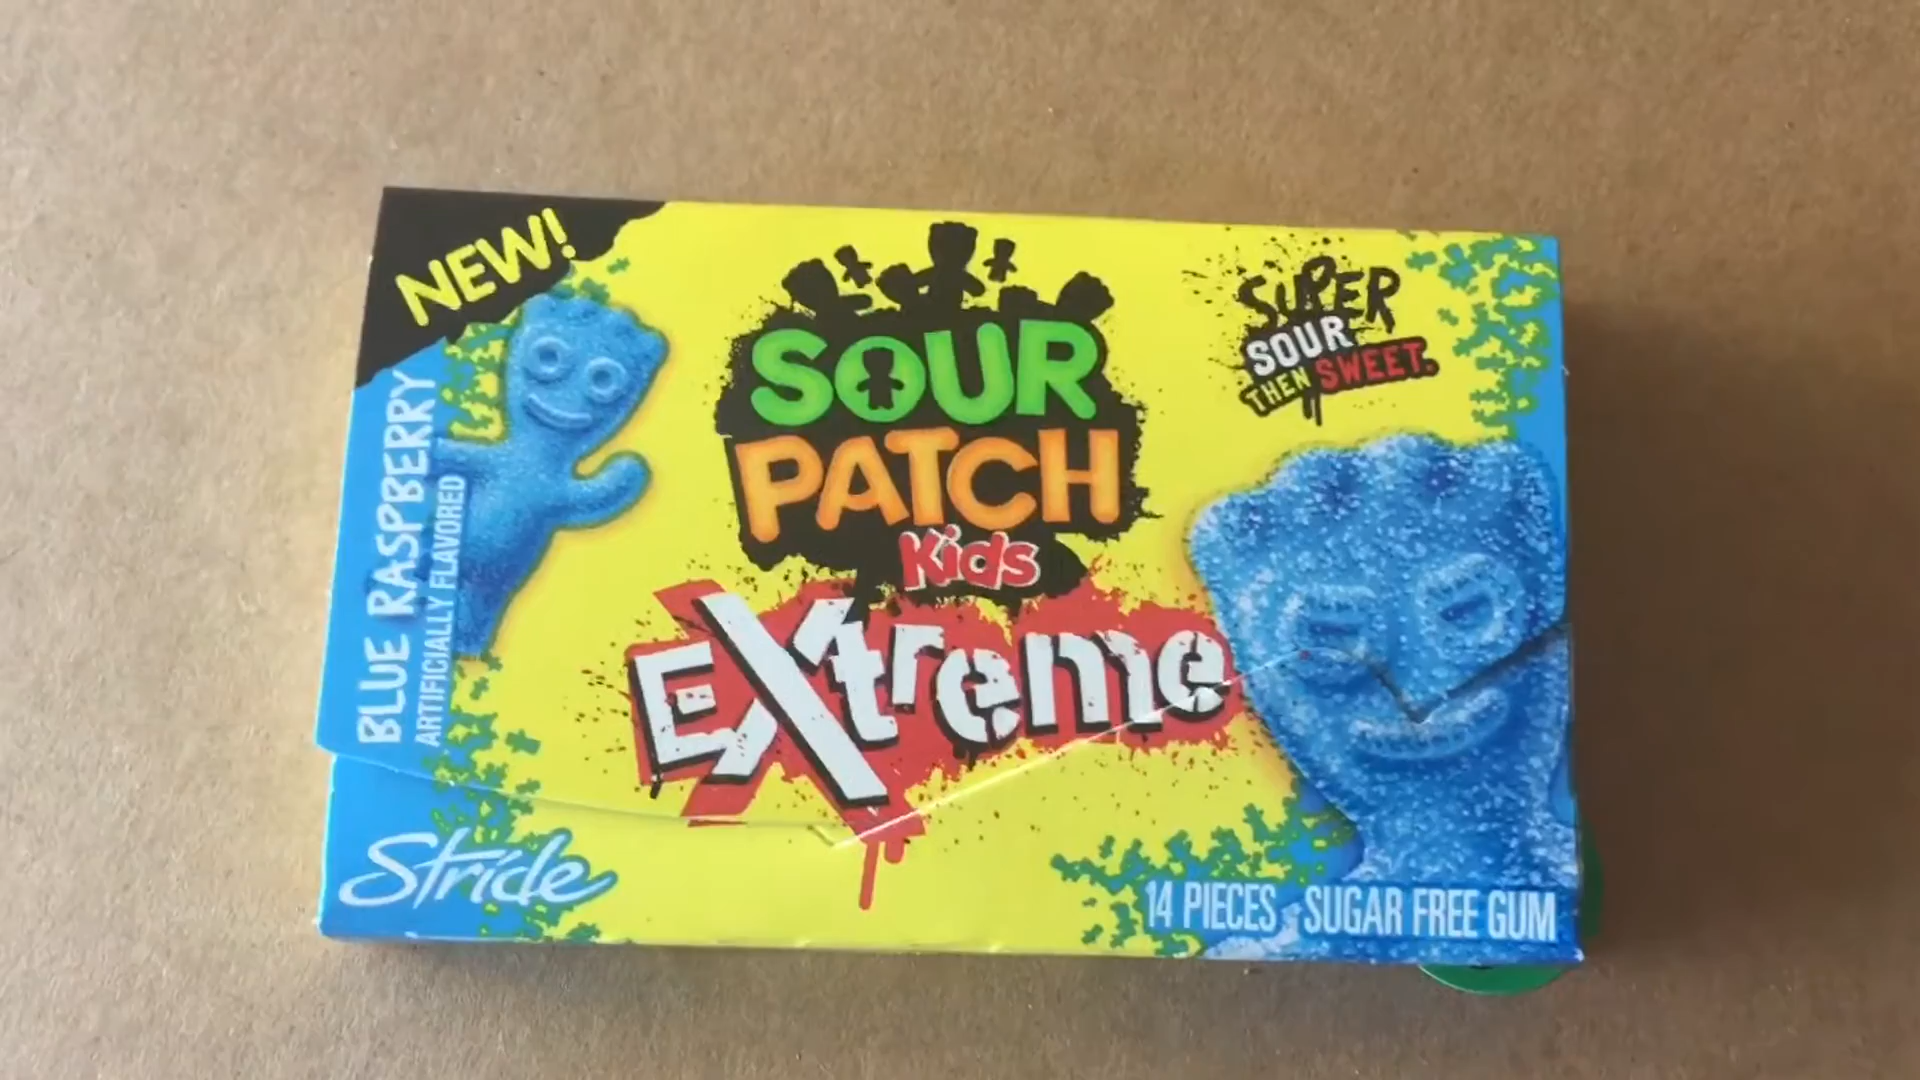 NEW!
SUPER
SOUR
THEN SWEET.
SOUR
PATCH
Kids
EXtreme
BLUE RASPBERRY
ARTIFICIALLY FLAVORED
Stride
14 PIECES SUGAR FREE GUM